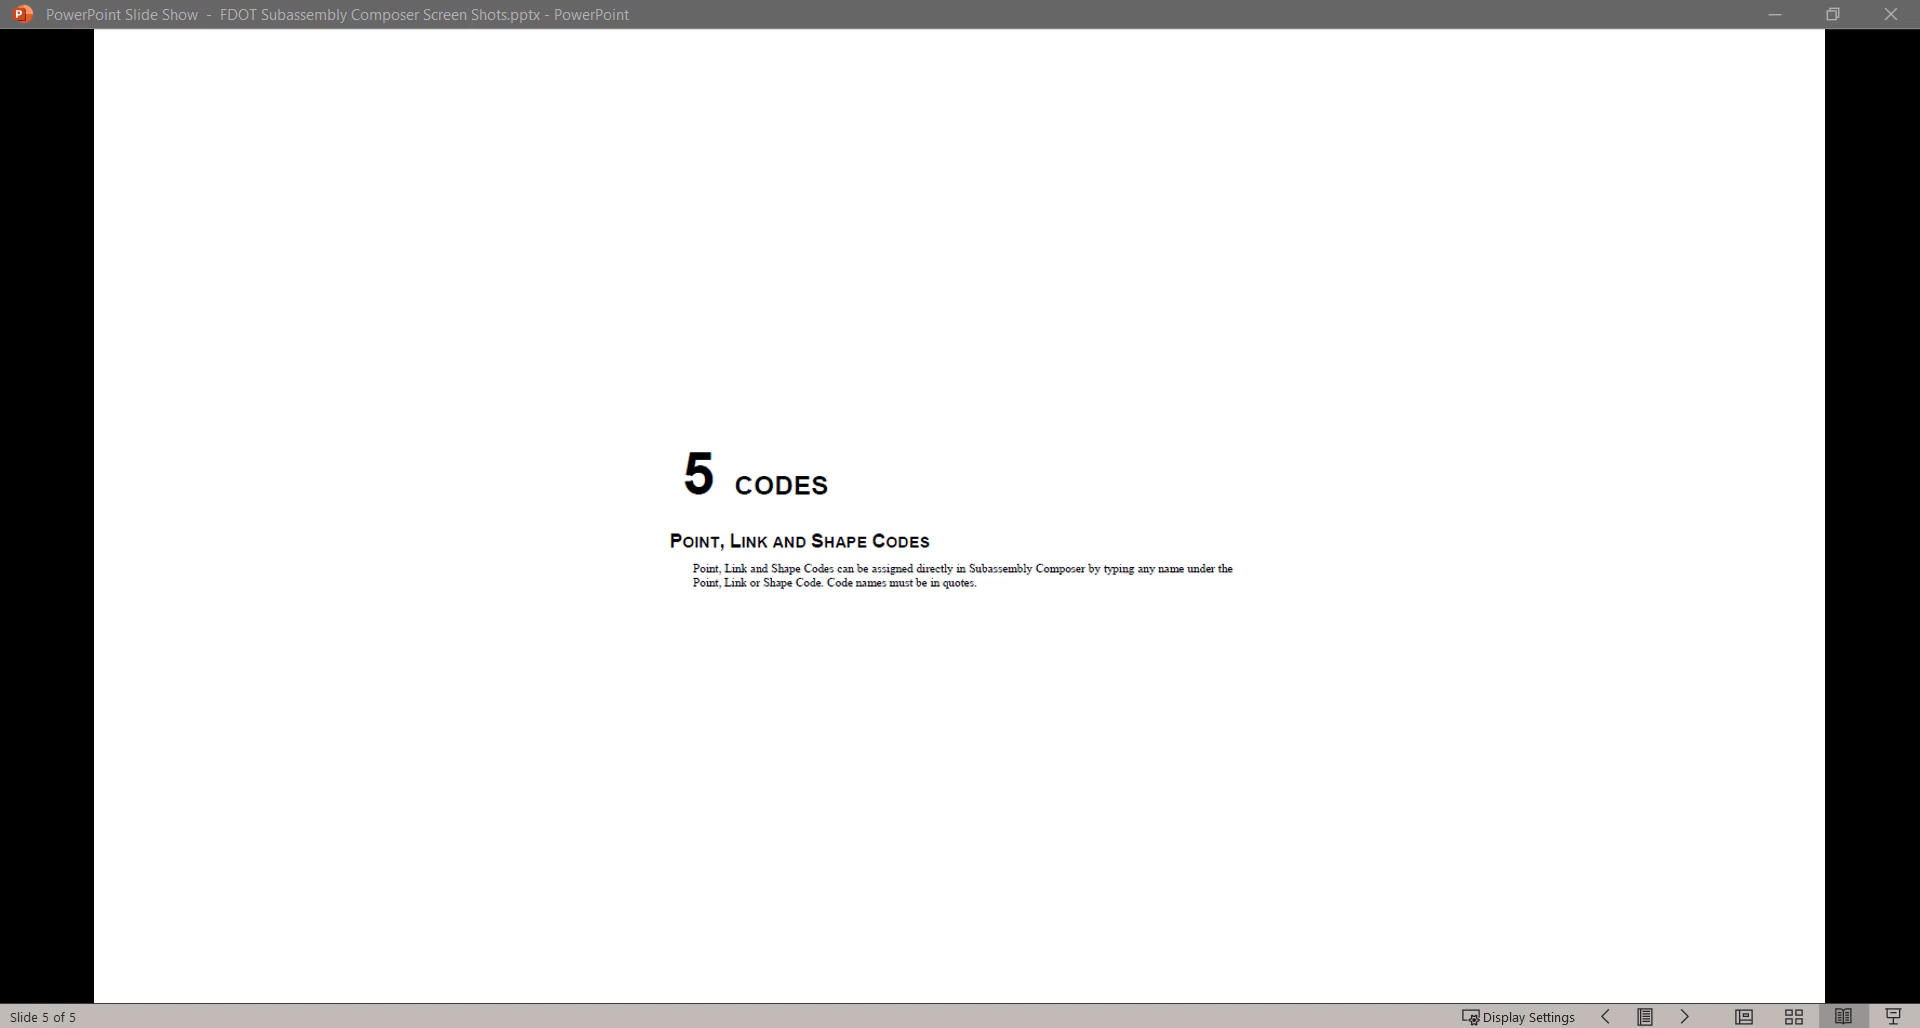 PowerPoint Slide Show - FDOT Subassembly Composer Screen Shots.pptx - PowerPoint
5 CODES
POINT, LINK AND SHAPE CODES
Point, Link and Shape Codes can be assigned directly in Subassembly Composer by typing any name under the
Point, Link or Shape Code. Code names must be in quotes.
Slide 5 of 5
Display Settings